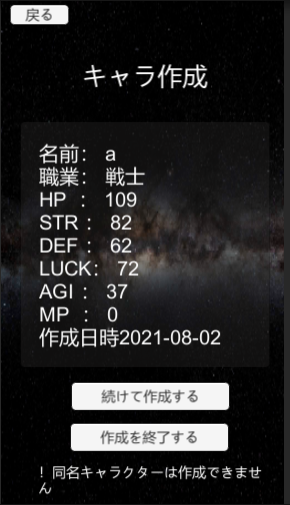 戻る
キャラ作成
名前： a
職業： 戦士
HP ： 109
STR ： 82
DEF ： 62
LUCK： 72
AGI ： 37
MP ： 0
作成日時2021-08-02
続けて作成する
作成を終了する
！同名キャラクターは作成できませ
ん